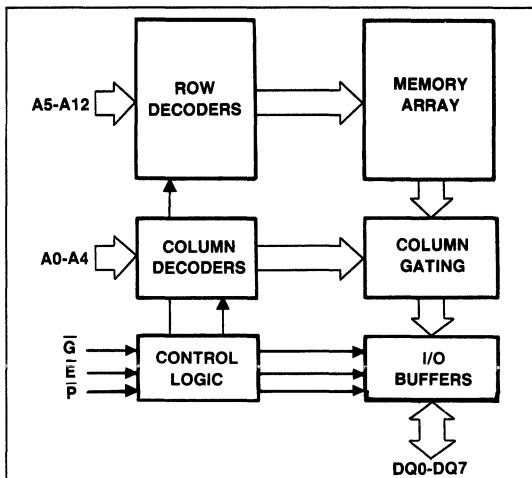 A5-A12
ROW
DECODERS
MEMORY
ARRAY
A0-A4
COLUMN
DECODERS
COLUMN
GATING
G̅
E̅
P̅
CONTROL
LOGIC
I/O
BUFFERS
DQ0-DQ7